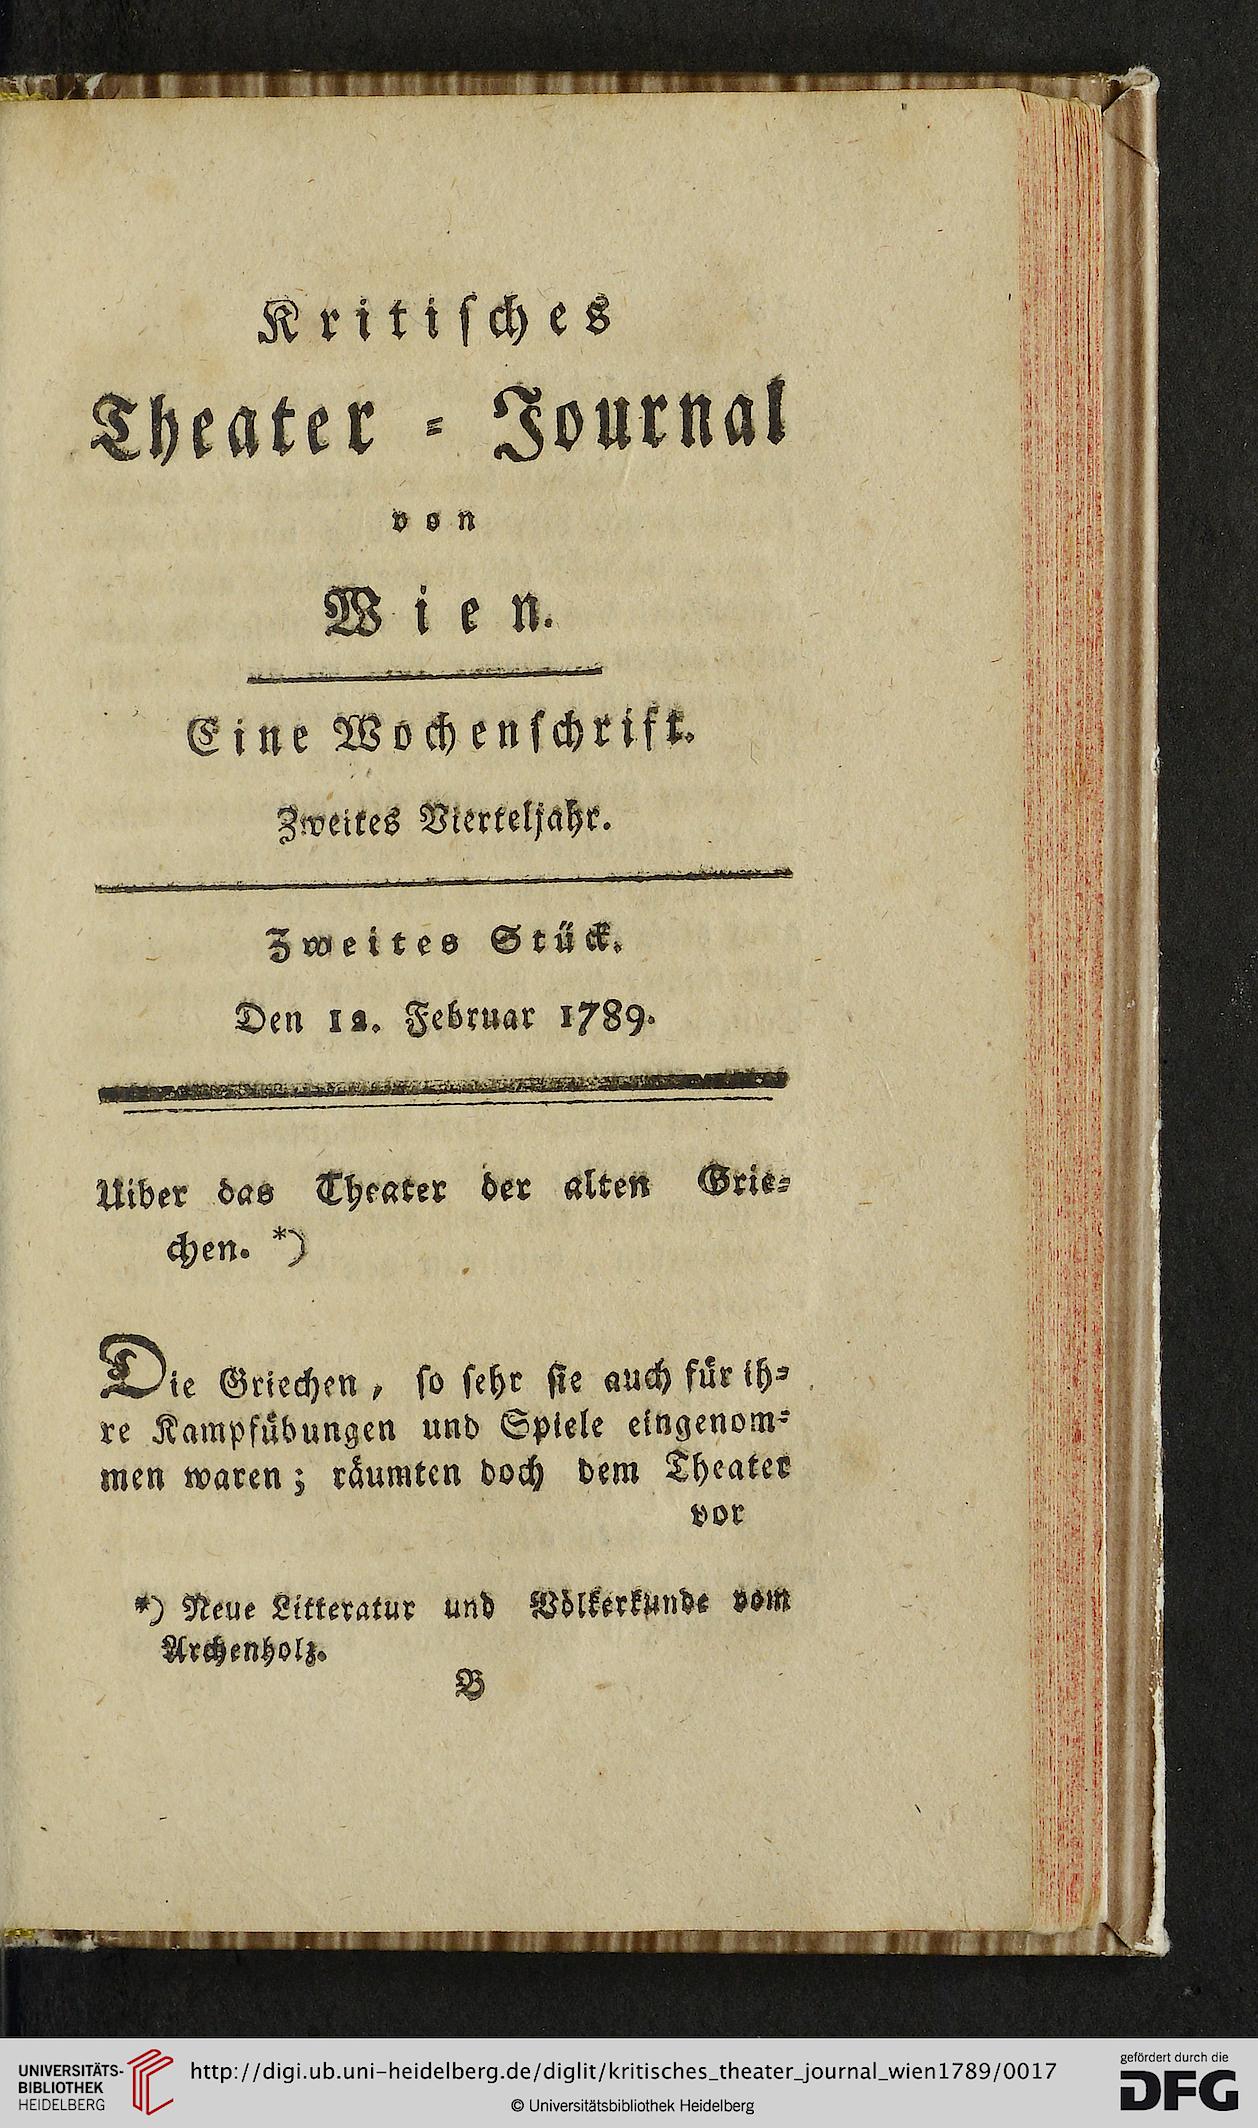 Kritisches
Theater - Journal
von
Wien.
Eine Wochenschrift.
Zweites Vierteljahr.
Zweites Stück.
Den 12. Februar 1789.
Uiber das Theater der alten Grie-
chen. *)
Die Griechen, so sehr sie auch für ih-
re Kampfübungen und Spiele eingenom-
men waren; räumten doch dem Theater
vor
*) Neue Litteratur und Völkerkunde vom
Archenholz.
B
UNIVERSITÄTS-
BIBLIOTHEK
HEIDELBERG
http://digi.ub.uni-heidelberg.de/diglit/kritisches_theater_journal_wien1789/0017
© Universitätsbibliothek Heidelberg
gefördert durch die
DFG